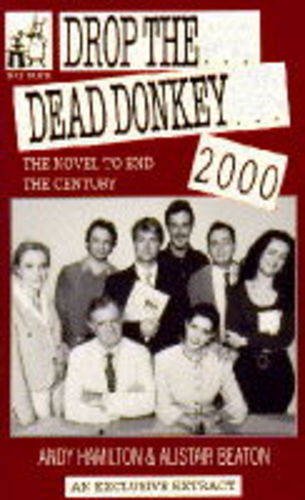 DROP THE...
DEAD DONKEY...
2000
THE NOVEL TO END
THE CENTURY
ANDY HAMILTON & ALISTAIR BEATON
AN EXCLUSIVE EXTRACT